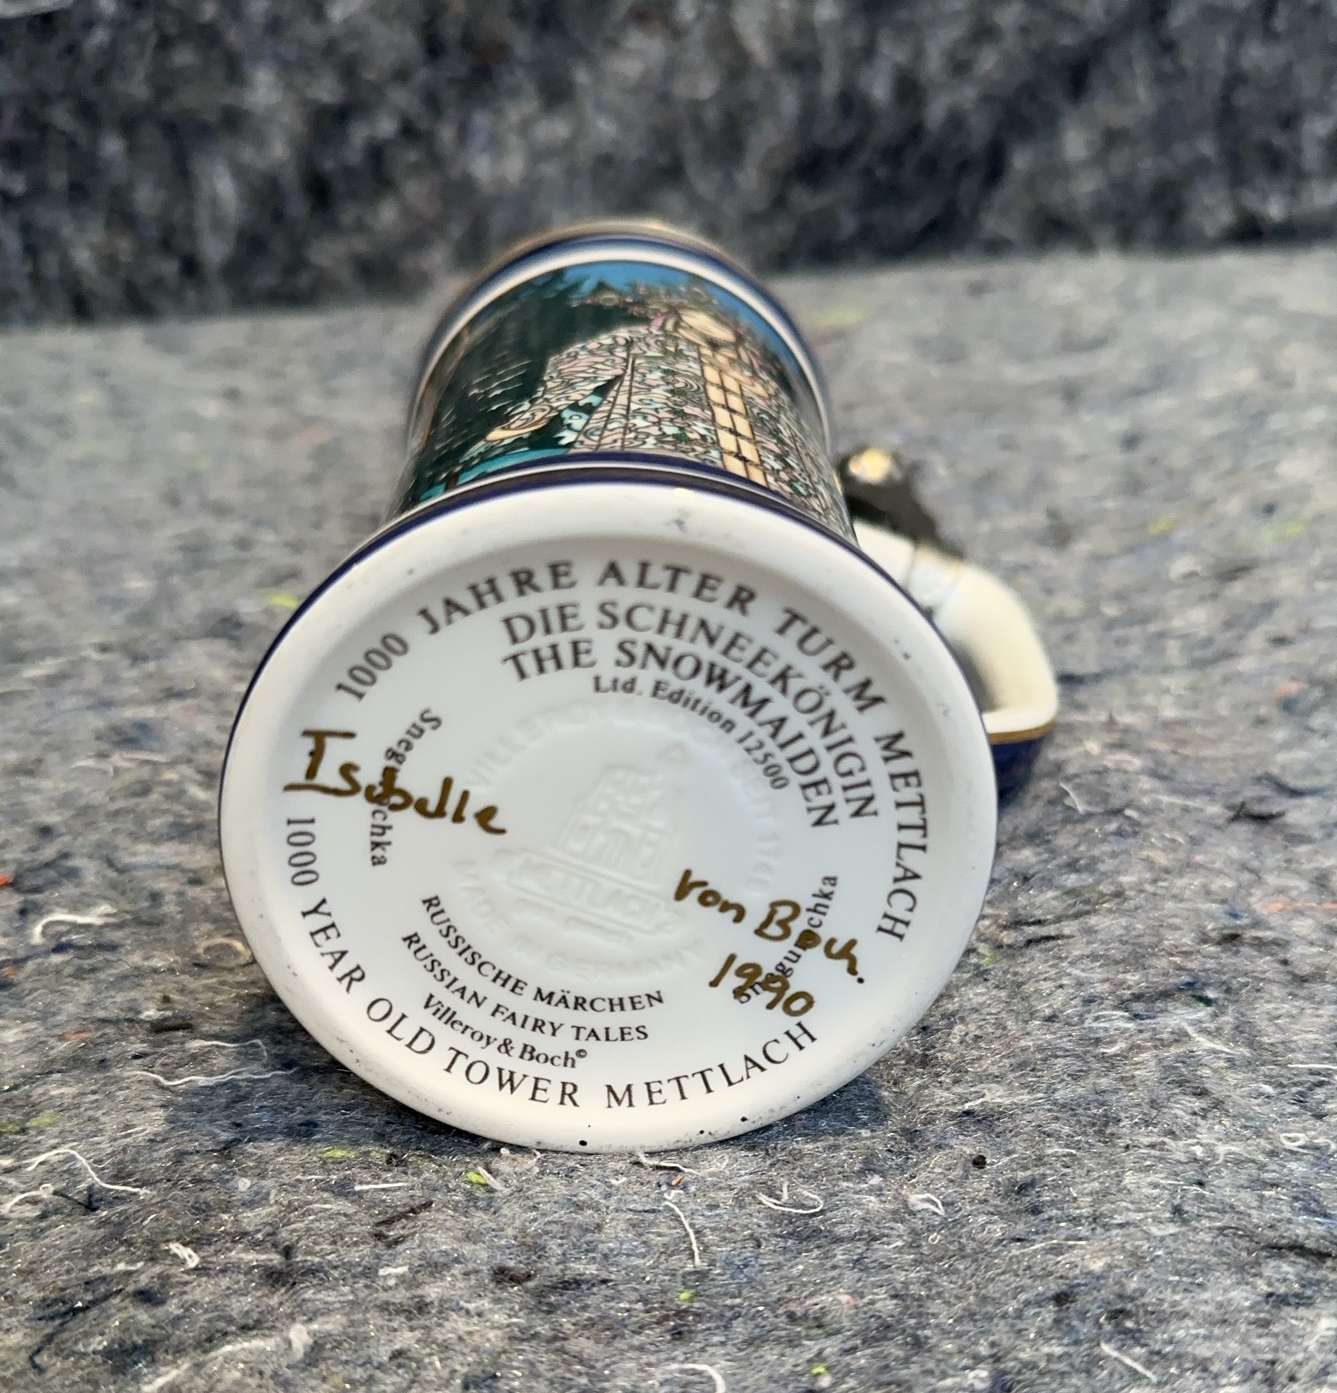 1000 JAHRE ALTER TURM METTLACH
DIE SCHNEEKÖNIGIN
THE SNOWMAIDEN
Ltd. Edition 12500
Isabelle
von Boch
1990
RUSSISCHE MÄRCHEN
RUSSIAN FAIRY TALES
Villeroy & Boch©
1000 YEAR OLD TOWER METTLACH